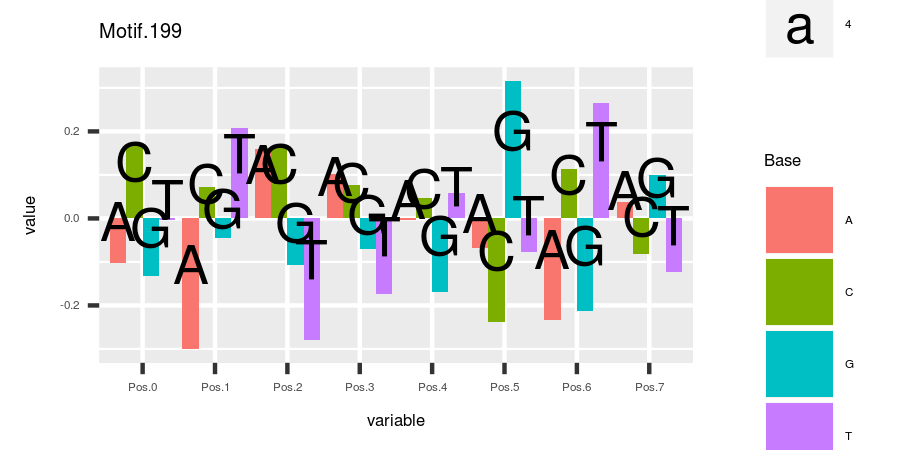 Motif.199
a 4
value
0.2
0.0
-0.2
A C G T A C G T A C G T A C G T A C G T A C G T A C G T A C G T
Pos.0 Pos.1 Pos.2 Pos.3 Pos.4 Pos.5 Pos.6 Pos.7
variable
Base
A
C
G
T